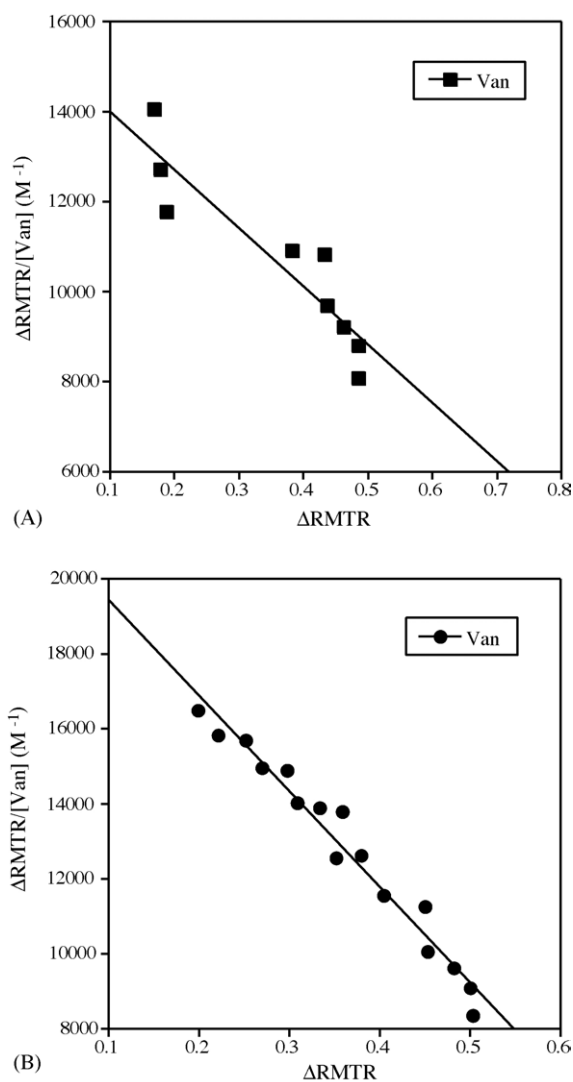 16000
14000
12000
10000
8000
6000
ΔRMTR/[Van] (M -1)
Van
0.1 0.2 0.3 0.4 0.5 0.6 0.7 0.8
(A)
ΔRMTR
20000
18000
16000
14000
12000
10000
8000
ΔRMTR/[Van] (M -1)
Van
0.1 0.2 0.3 0.4 0.5 0.6
(B)
ΔRMTR